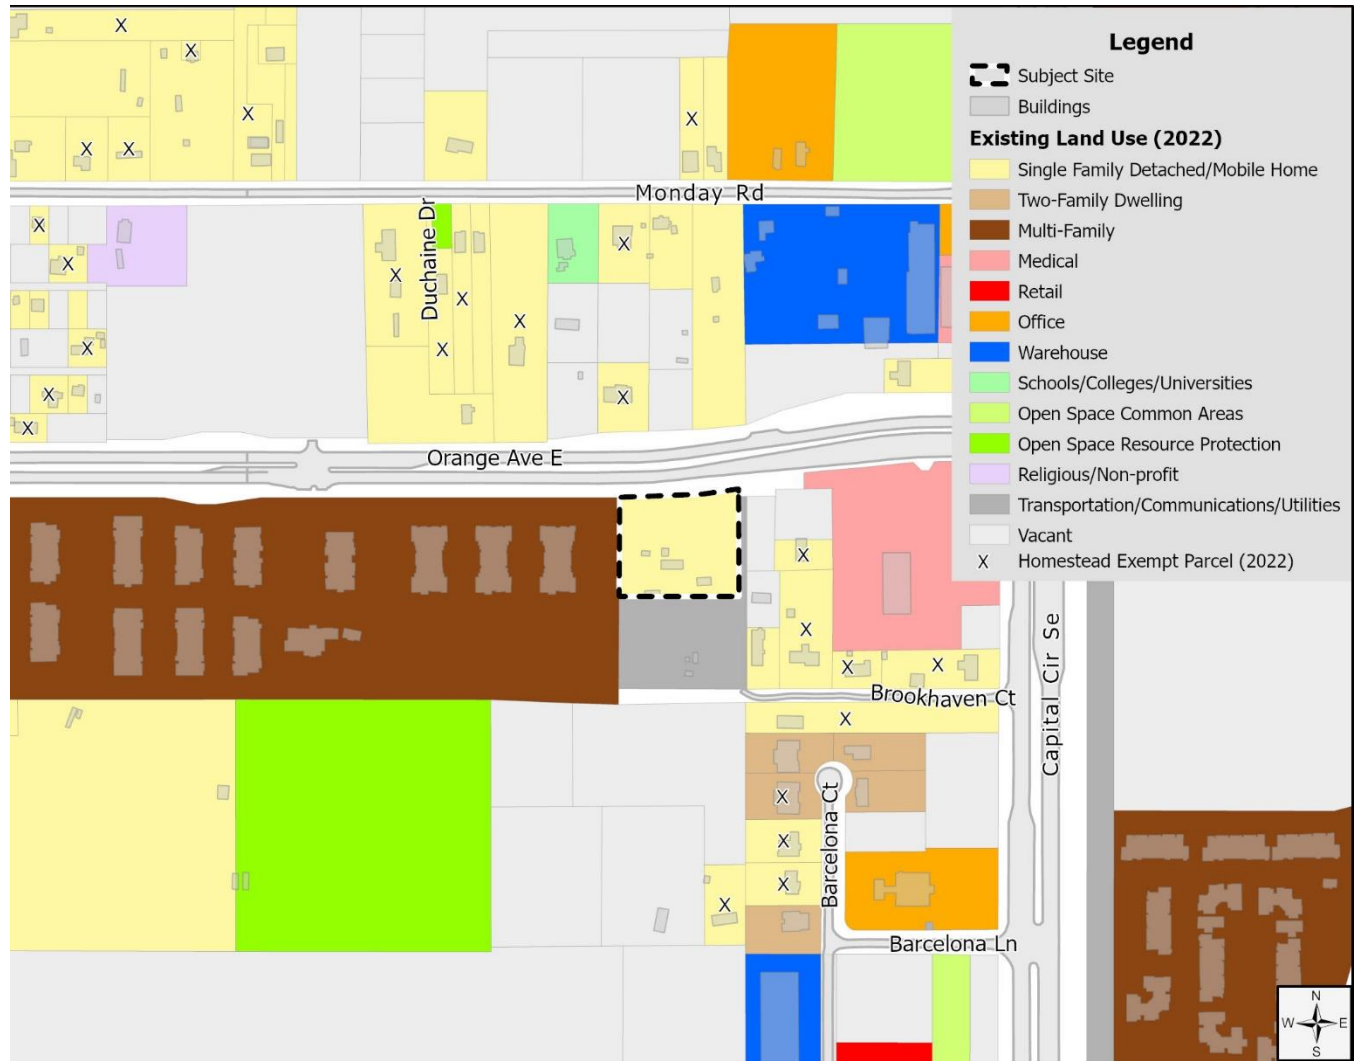 Legend
Subject Site
Buildings
Existing Land Use (2022)
Single Family Detached/Mobile Home
Two-Family Dwelling
Multi-Family
Medical
Retail
Office
Warehouse
Schools/Colleges/Universities
Open Space Common Areas
Open Space Resource Protection
Religious/Non-profit
Transportation/Communications/Utilities
Vacant
X Homestead Exempt Parcel (2022)
X
X
X
X
X
X
Monday Rd
Duchaine Dr
X
X
X
X
X
X
X
X
X
X
X
X
Orange Ave E
X
X
X
X
Brookhaven Ct
Capital Cir Se
X
Barcelona Ct
X
X
X
X
Barcelona Ln
N
W E
S